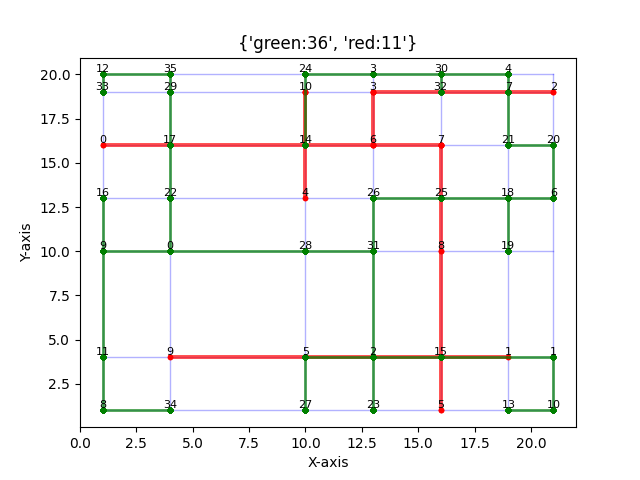 {'green:36', 'red:11'}
20.0
12 35 24 3 30 4
33 29 10 3 32 7 2
17.5
0 17 14 6 7 21 20
15.0
16 22 4 26 25 18 6
12.5
10.0
9 0 28 31 8 19
7.5
5.0
11 9 5 2 15 1 1
2.5
8 34 27 23 5 13 10
0.0 2.5 5.0 7.5 10.0 12.5 15.0 17.5 20.0
X-axis
Y-axis